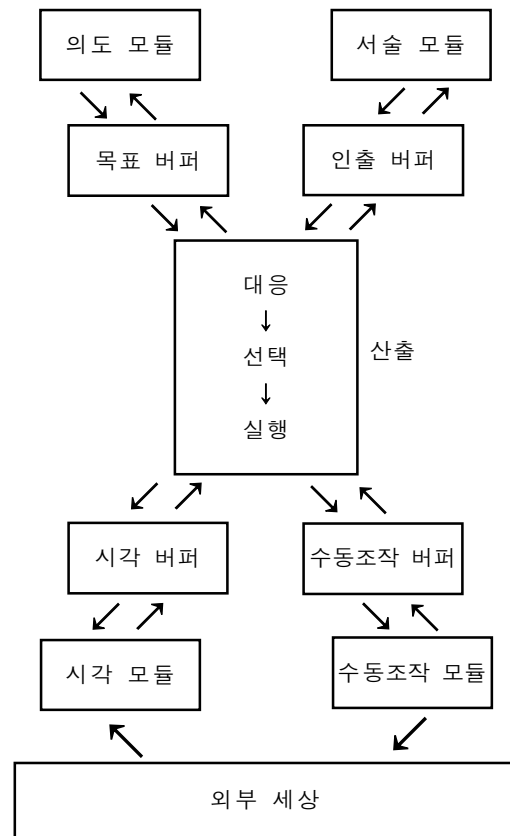 의도 모듈
서술 모듈
목표 버퍼
인출 버퍼
대응
선택
실행
산출
시각 버퍼
수동조작 버퍼
시각 모듈
수동조작 모듈
외부 세상